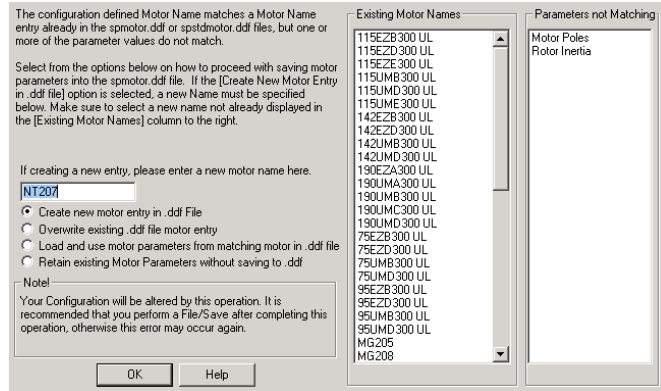 The configuration defined Motor Name matches a Motor Name
entry already in the spmotor.ddf or spstdmotor.ddf files, but one or
more of the parameter values do not match.
Select from the options below on how to proceed with saving motor
parameters into the spmotor.ddf file. If the [Create New Motor Entry
in .ddf file] option is selected, a new Name must be specified
below. Make sure to select a new name not already displayed in
the [Existing Motor Names] column to the right.
If creating a new entry, please enter a new motor name here.
NT207
Create new motor entry in .ddf File
Overwrite existing .ddf file motor entry
Load and use motor parameters from matching motor in .ddf file
Retain existing Motor Parameters without saving to .ddf
Note!
Your Configuration will be altered by this operation. It is
recommended that you perform a File/Save after completing this
operation, otherwise this error may occur again.
OK
Help
Existing Motor Names
115EZB300 UL
115EZD300 UL
115EZE300 UL
115UMB300 UL
115UMD300 UL
115UME300 UL
142EZB300 UL
142EZD300 UL
142UMB300 UL
142UMD300 UL
190EZA300 UL
190UMA300 UL
190UMB300 UL
190UMC300 UL
190UMD300 UL
75EZB300 UL
75EZD300 UL
75UMB300 UL
75UMD300 UL
95EZB300 UL
95EZD300 UL
95UMB300 UL
95UMD300 UL
MG205
MG208
Parameters not Matching
Motor Poles
Rotor Inertia